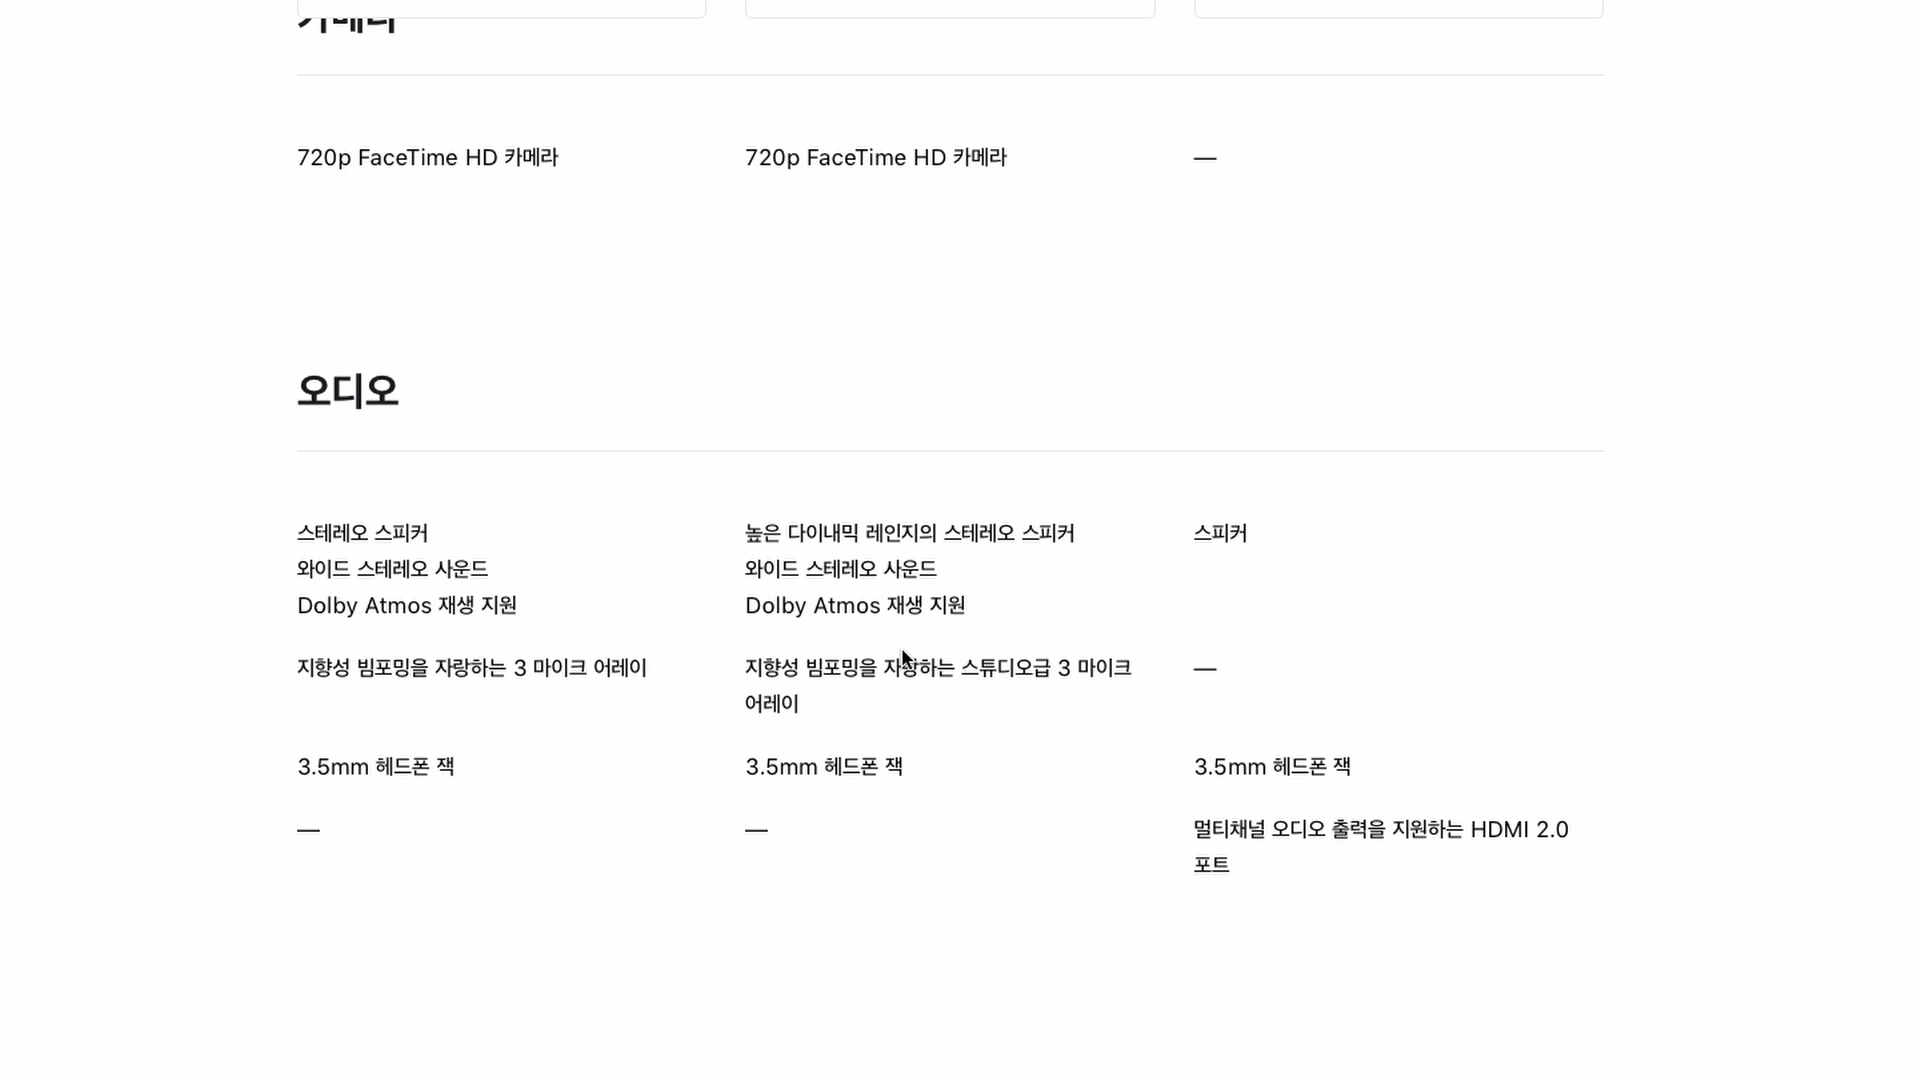 카메라
720p FaceTime HD 카메라
720p FaceTime HD 카메라
—
오디오
스테레오 스피커
와이드 스테레오 사운드
Dolby Atmos 재생 지원
높은 다이내믹 레인지의 스테레오 스피커
와이드 스테레오 사운드
Dolby Atmos 재생 지원
스피커
지향성 빔포밍을 자랑하는 3 마이크 어레이
지향성 빔포밍을 자랑하는 스튜디오급 3 마이크
어레이
—
3.5mm 헤드폰 잭
3.5mm 헤드폰 잭
3.5mm 헤드폰 잭
—
—
멀티채널 오디오 출력을 지원하는 HDMI 2.0
포트